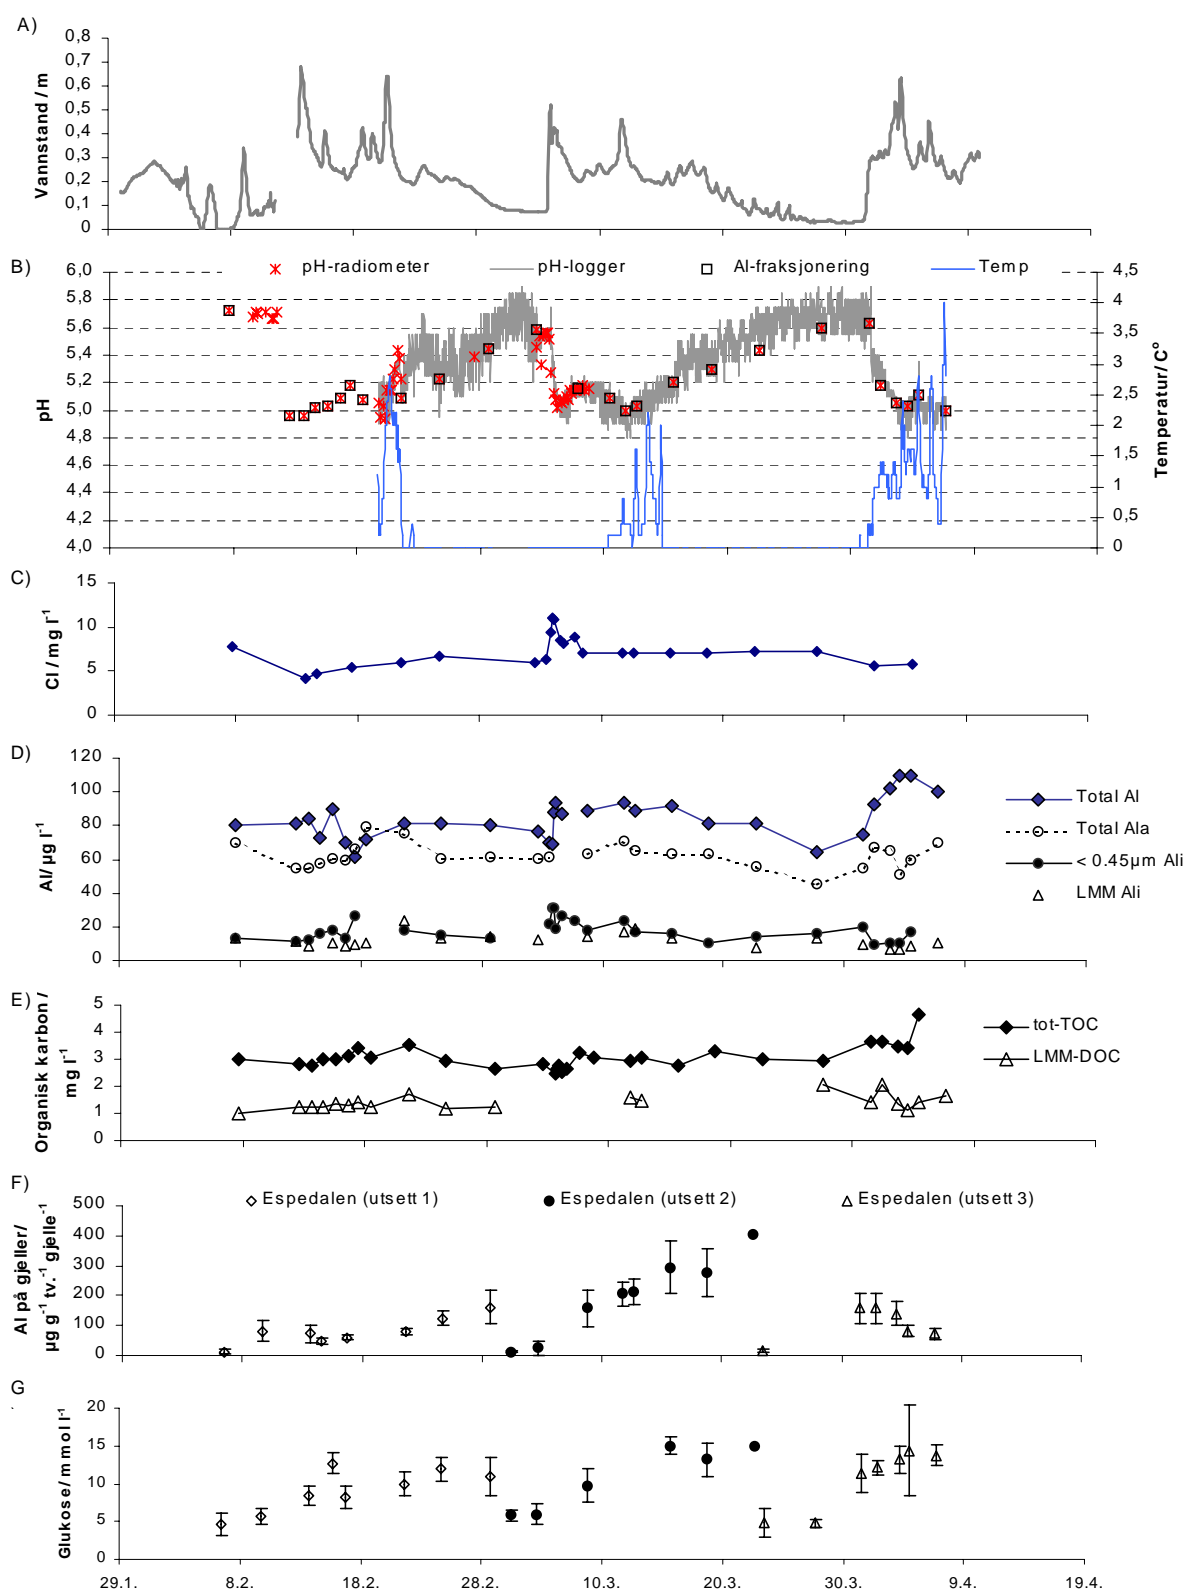 A)
0,8
0,7
0,6
0,5
0,4
0,3
0,2
0,1
0
Vannstand / m
B)
pH-radiometer pH-logger Al-fraksjonering Temp
6,0
5,8
5,6
5,4
5,2
5,0
4,8
4,6
4,4
4,2
4,0
pH
4,5
4
3,5
3
2,5
2
1,5
1
0,5
0
Temperatur/C°
C)
15
10
5
0
Cl / mg l⁻¹
D)
120
100
80
60
40
20
0
Al/µg l⁻¹
Total Al
Total Ala
< 0.45µm Ali
LMM Ali
E)
5
4
3
2
1
0
Organisk karbon /
mg l⁻¹
tot-TOC
LMM-DOC
F)
Espedalen (utsett 1) Espedalen (utsett 2) Espedalen (utsett 3)
500
400
300
200
100
0
Al på gjeller/
µg g⁻¹ tv.⁻¹ gjelle⁻¹
G
20
15
10
5
0
Glukose/mmol l⁻¹
29.1. 8.2. 18.2. 28.2. 10.3. 20.3. 30.3. 9.4. 19.4.